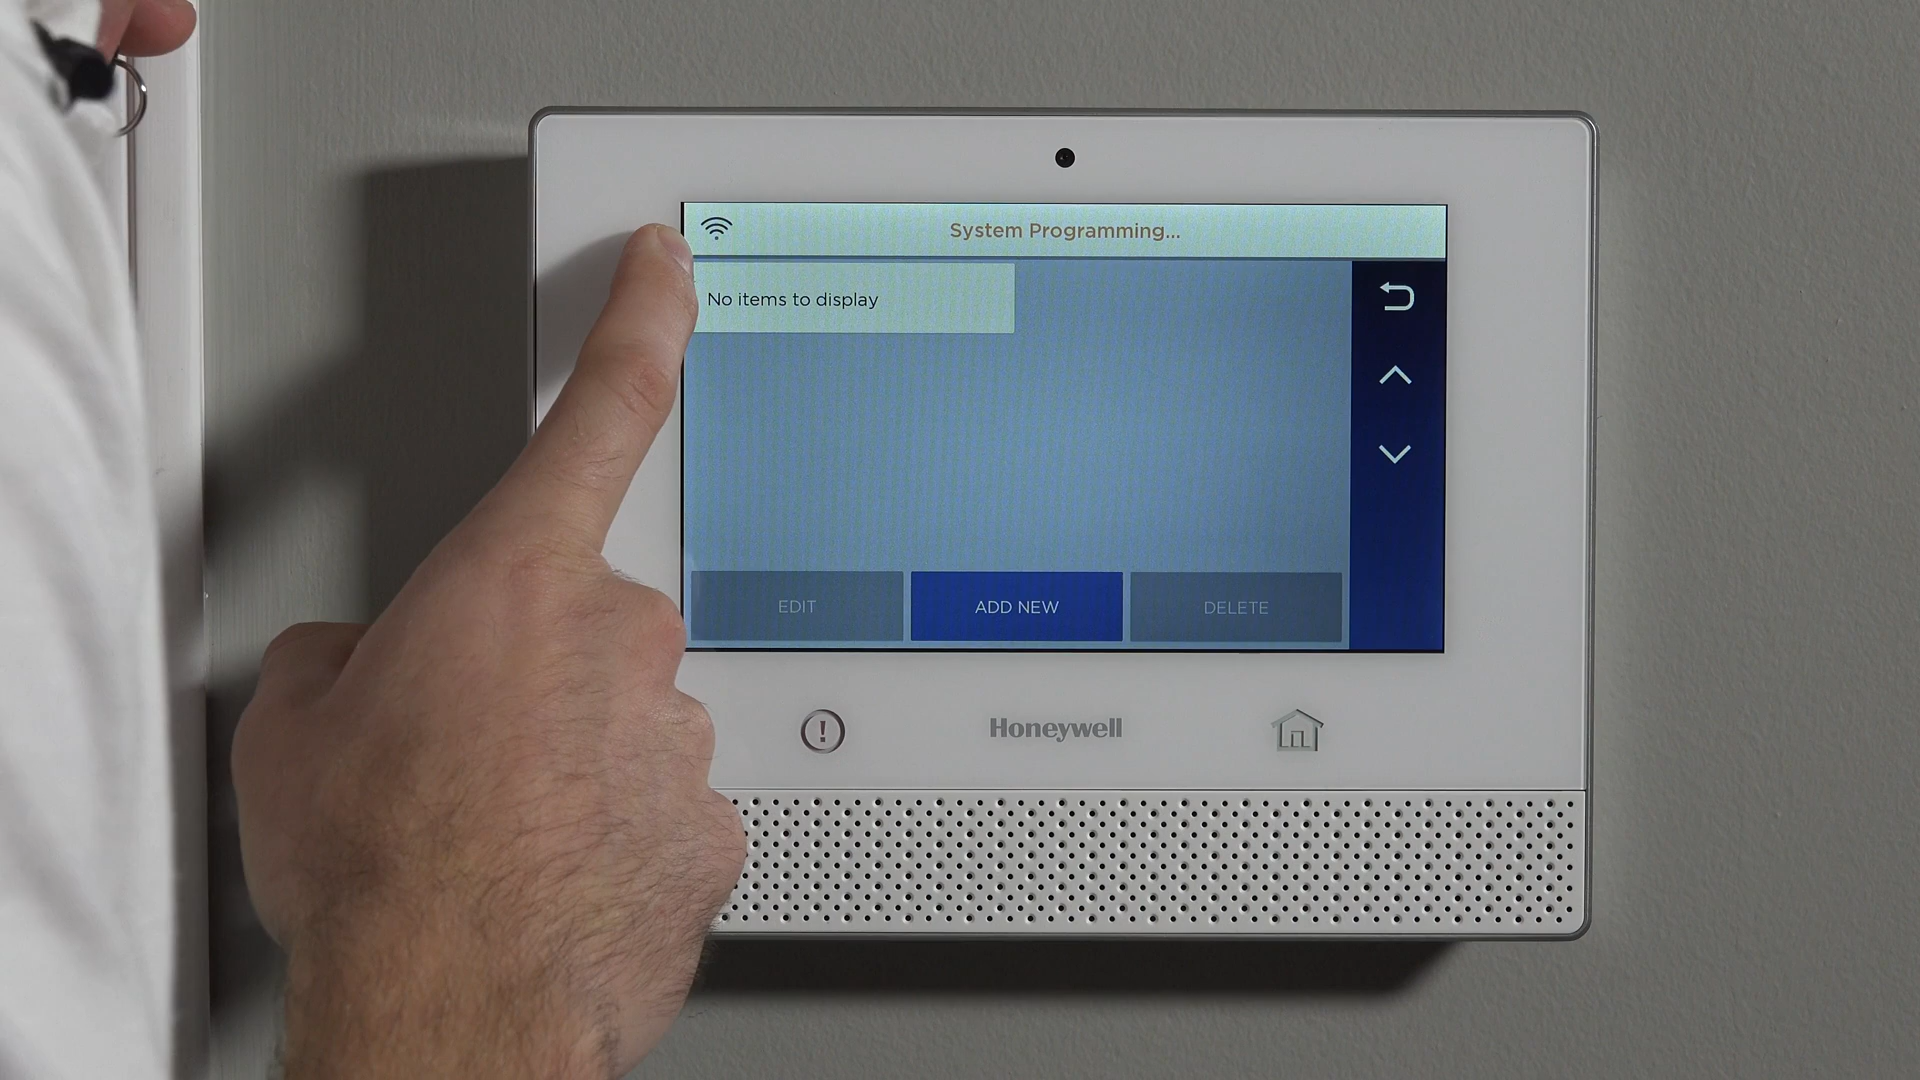 System Programming...
No items to display
EDIT
ADD NEW
DELETE
Honeywell